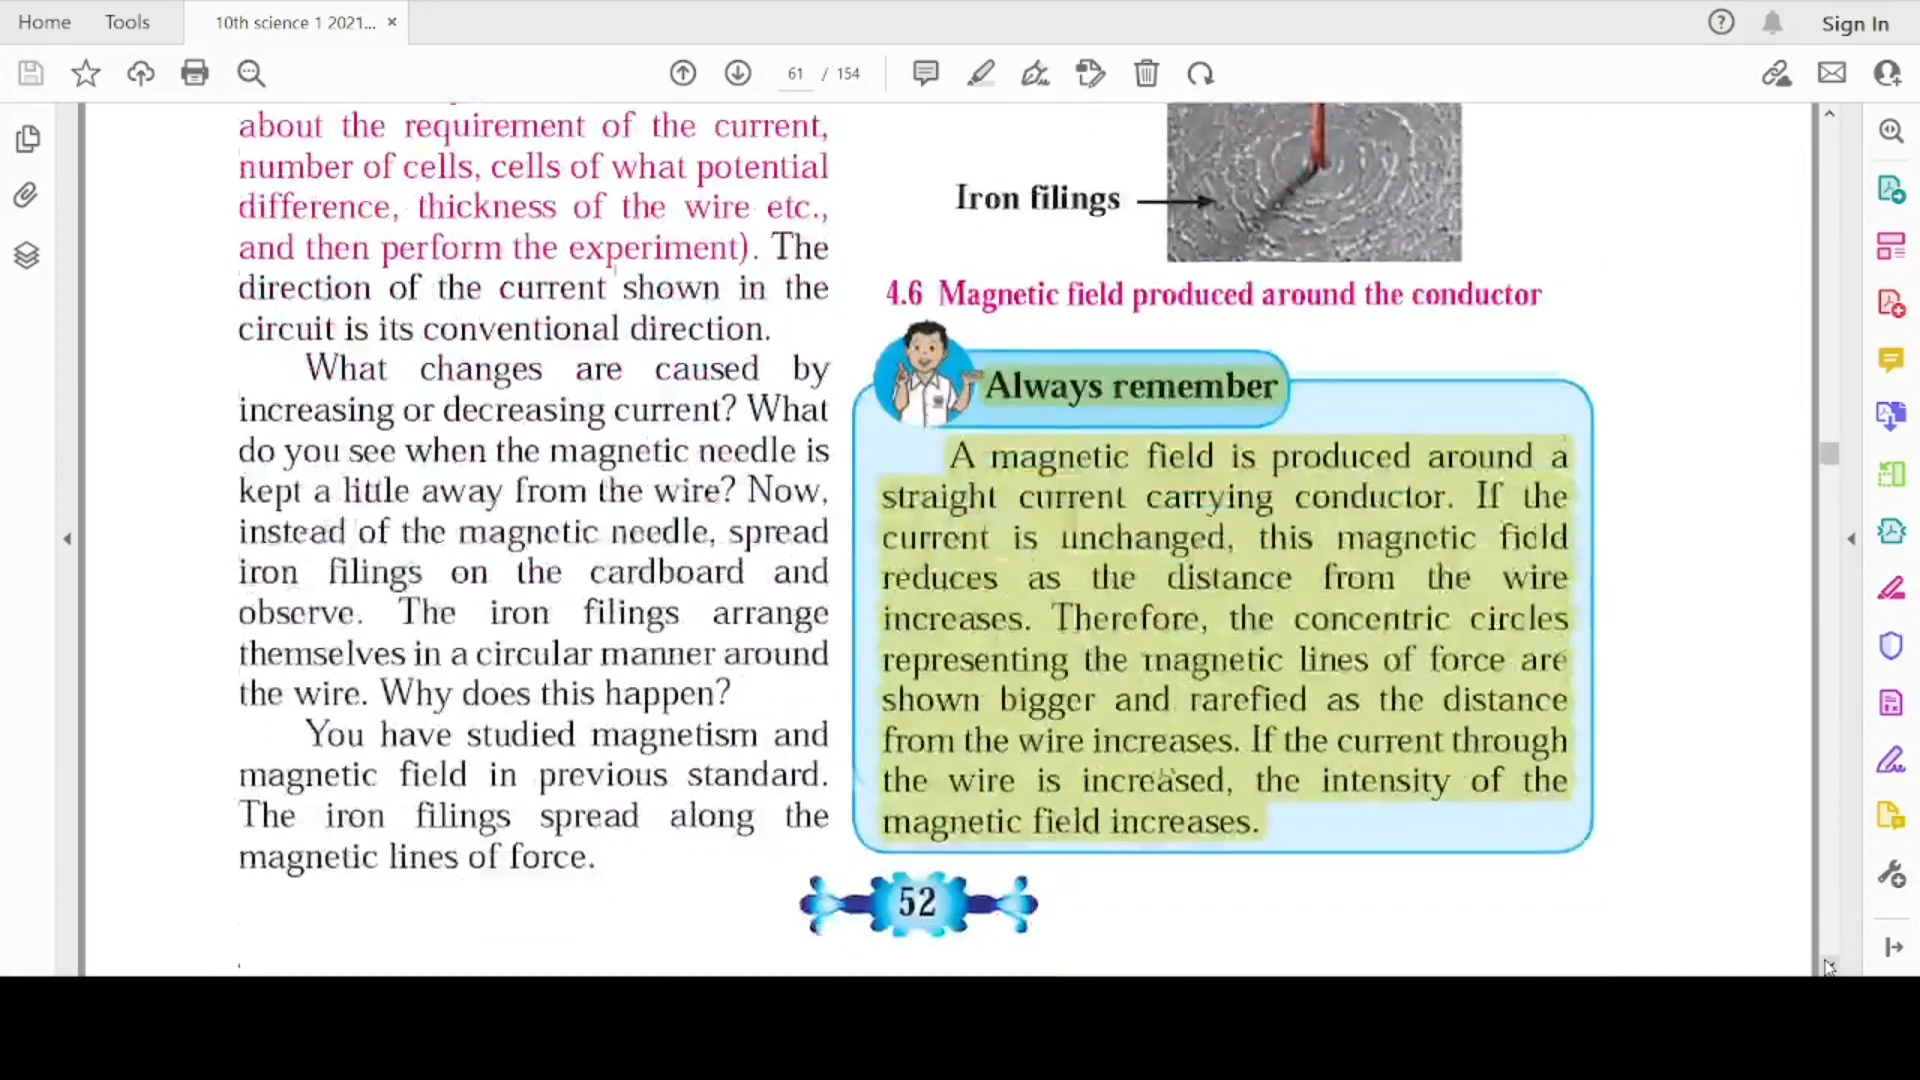 Home
Tools
10th science 1 2021...
Sign In
61 / 154
about the requirement of the current,
number of cells, cells of what potential
difference, thickness of the wire etc.,
and then perform the experiment). The
direction of the current shown in the
circuit is its conventional direction.
What changes are caused by
increasing or decreasing current? What
do you see when the magnetic needle is
kept a little away from the wire? Now,
instead of the magnetic needle, spread
iron filings on the cardboard and
observe. The iron filings arrange
themselves in a circular manner around
the wire. Why does this happen?
You have studied magnetism and
magnetic field in previous standard.
The iron filings spread along the
magnetic lines of force.
Iron filings
4.6 Magnetic field produced around the conductor
Always remember
A magnetic field is produced around a
straight current carrying conductor. If the
current is unchanged, this magnetic field
reduces as the distance from the wire
increases. Therefore, the concentric circles
representing the magnetic lines of force are
shown bigger and rarefied as the distance
from the wire increases. If the current through
the wire is increased, the intensity of the
magnetic field increases.
52